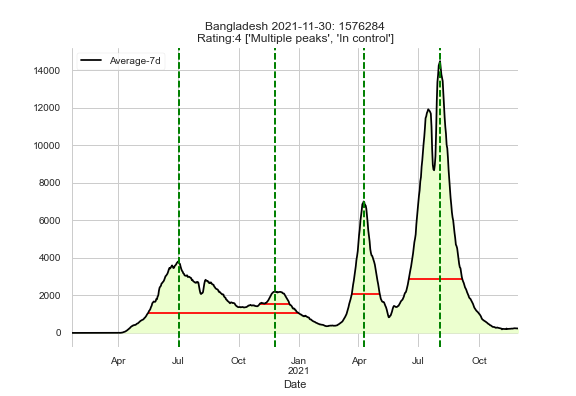 Bangladesh 2021-11-30: 1576284
Rating:4 ['Multiple peaks', 'In control']
Average-7d
14000
12000
10000
8000
6000
4000
2000
0
Apr Jul Oct Jan Apr Jul Oct
2021
Date